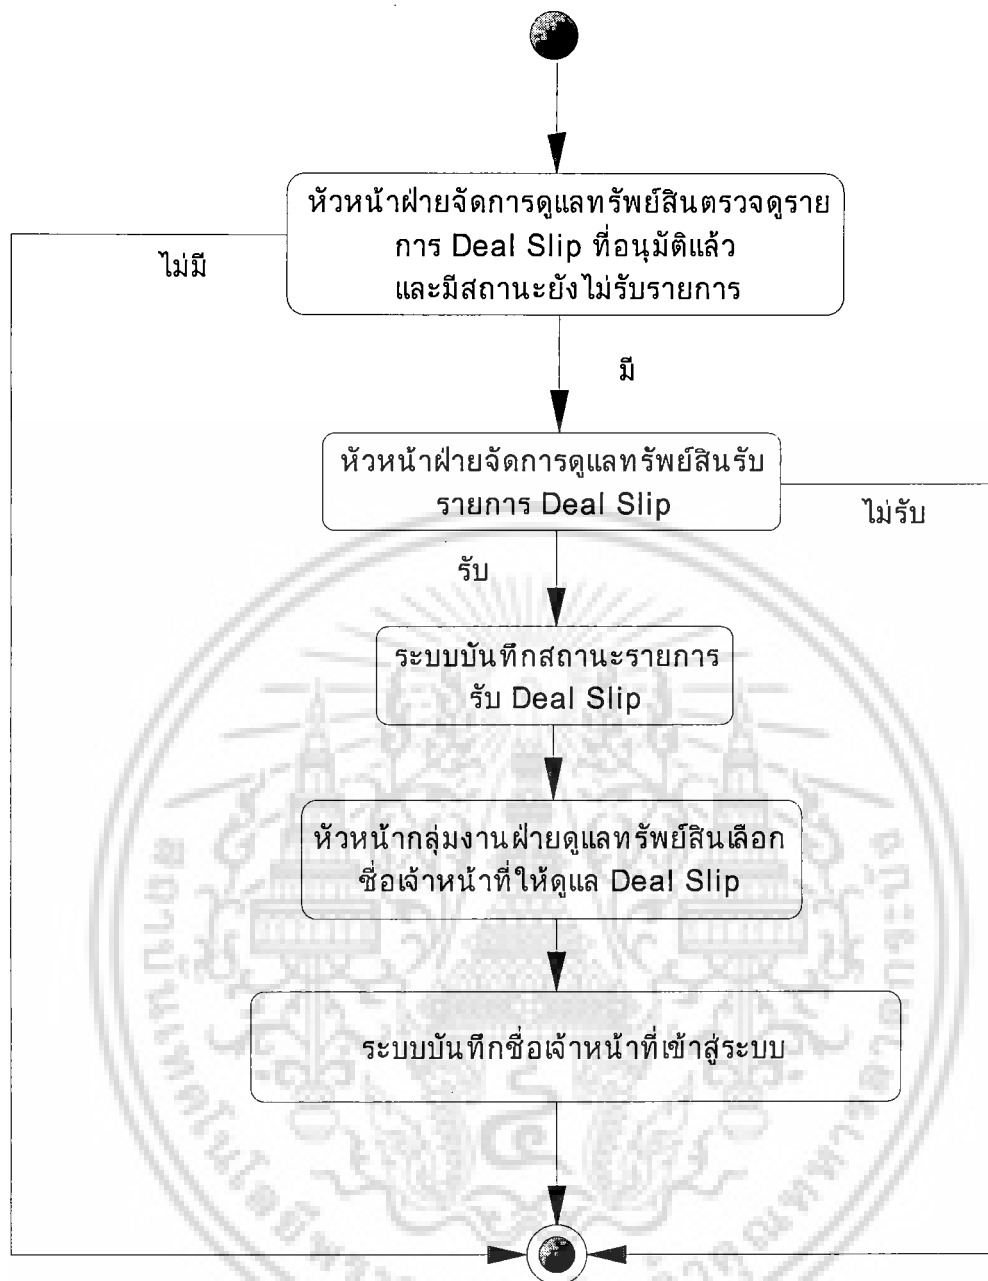 หัวหน้าฝ่ายจัดการดูแลทรัพย์สินตรวจดูราย
การ Deal Slip ที่อนุมัติแล้ว
และมีสถานะยังไม่รับรายการ
ไม่มี
มี
หัวหน้าฝ่ายจัดการดูแลทรัพย์สินรับ
รายการ Deal Slip
ไม่รับ
รับ
ระบบบันทึกสถานะรายการ
รับ Deal Slip
หัวหน้ากลุ่มงานฝ่ายดูแลทรัพย์สินเลือก
ชื่อเจ้าหน้าที่ให้ดูแล Deal Slip
ระบบบันทึกชื่อเจ้าหน้าที่เข้าสู่ระบบ